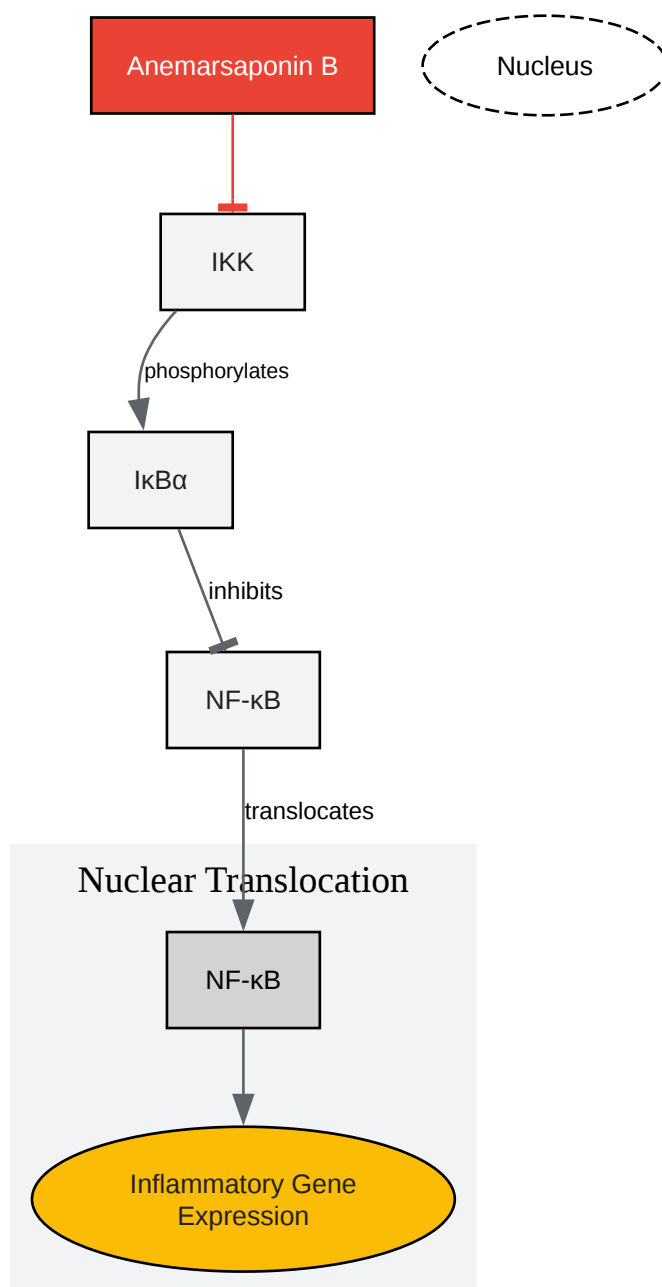 Anemarsaponin B
Nucleus
IKK
phosphorylates
IκBα
inhibits
NF-κB
translocates
Nuclear Translocation
NF-κB
Inflammatory Gene
Expression